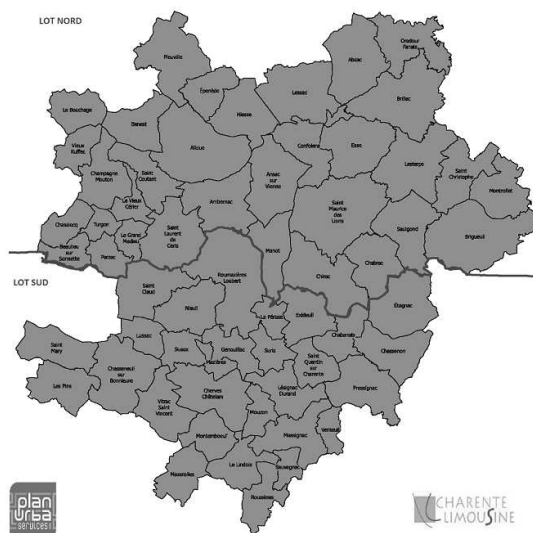 LOT NORD
Pleuville
Abzac
Oradour
Fanais
Épenède
Lessac
Brillac
Hiesse
Le Bouchage
Benest
Alloue
Confolens
Esse
Vieux
Ruffec
Lesterps
Saint
Christophe
Champagne
Mouton
Saint
Coutant
Ansac
sur
Vienne
Montrollet
Le Vieux
Cérier
Ambernac
Saint
Maurice
des
Lions
Chassiecq
Turgon
Le Grand
Madieu
Saint
Laurent
de
Céris
Saulgond
Brigueuil
Beaulieu
sur
Sonnette
Parzac
Manot
Chirac
Chabrac
LOT SUD
Saint
Claud
Roumazières
Loubert
Nieuil
Étagnac
La Péruse
Exideuil
Chabanais
Saint
Mary
Lussac
Suaux
Genouillac
Suris
Chassenon
Mazières
Saint
Quentin
sur
Charente
Chasseneuil
sur
Bonnieure
Les Pins
Cherves
Châtelars
Lésignac
Durand
Pressignac
Vitrac
Saint
Vincent
Mouzon
Montemboeuf
Massignac
Verneuil
Le Lindois
Sauvagnac
Mazerolles
Rouzèdes
plan
urba
services
CHARENTE
LIMOUSINE